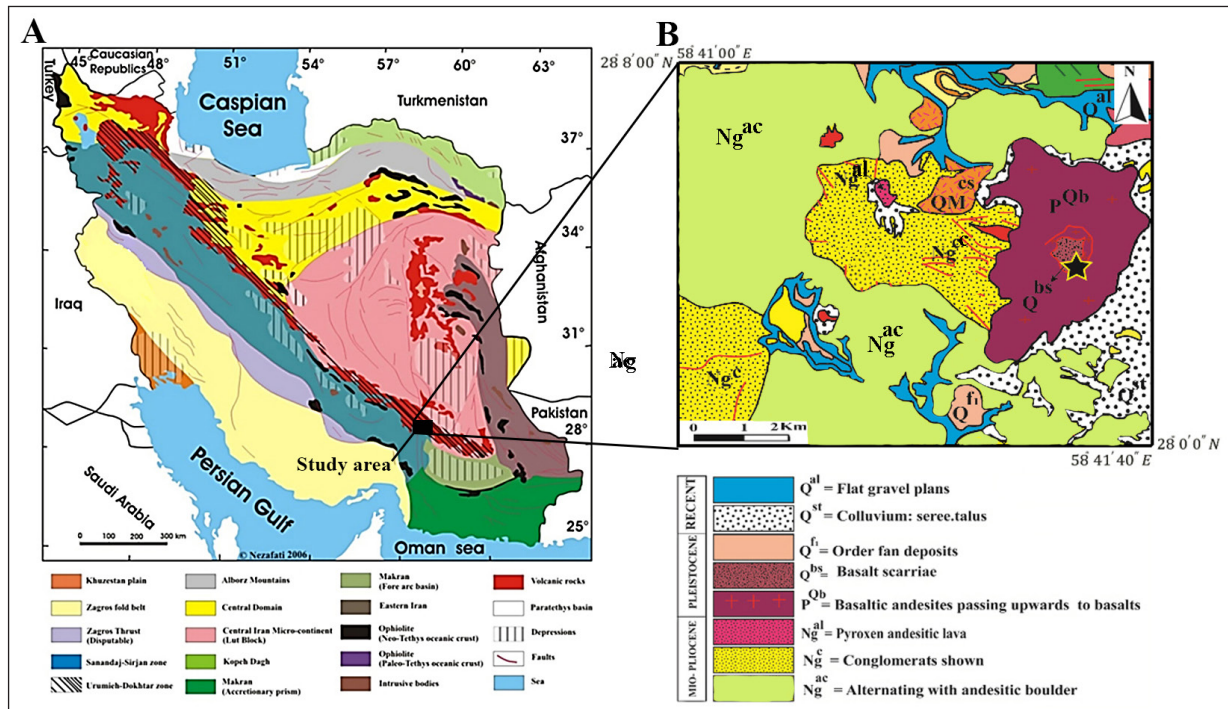 A
45°
48°
51°
54°
57°
60°
63°
Turkey
Caucasian
Republics
Caspian
Sea
Turkmenistan
37°
34°
31°
28°
25°
Afghanistan
Iraq
Pakistan
Study area
Saudi Arabia
Persian Gulf
Oman sea
0 100 200 300 km
© Nezafati 2006
Khuzestan plain
Zagros fold belt
Zagros Thrust
(Disputable)
Sanandaj-Sirjan zone
Urumieh-Dokhtar zone
Alborz Mountains
Central Domain
Central Iran Micro-continent
(Lut Block)
Kopeh Dagh
Makran
(Accretionary prism)
Makran
(Fore arc basin)
Eastern Iran
Ophiolite
(Neo-Tethys oceanic crust)
Ophiolite
(Paleo-Tethys oceanic crust)
Intrusive bodies
Volcanic rocks
Paratethys basin
Depressions
Faults
Sea
B
58°41'00" E
28°8'00" N
N
Q al
Ng ac
Ng al
cs
QM
P Qb
Ng
Q bs
Ng ac
Ng ac
Ng c
Q st
Q f1
0 1 2 Km
28°0'0" N
58°41'40" E
RECENT
PLEISTOCENE
MIO-PLIOCENE
Q al = Flat gravel plans
Q st = Colluvium: seree.talus
Q f1 = Order fan deposits
Q bs = Basalt scarriae
P Qb = Basaltic andesites passing upwards to basalts
Ng al = Pyroxen andesitic lava
Ng c = Conglomerats shown
Ng ac = Alternating with andesitic boulder